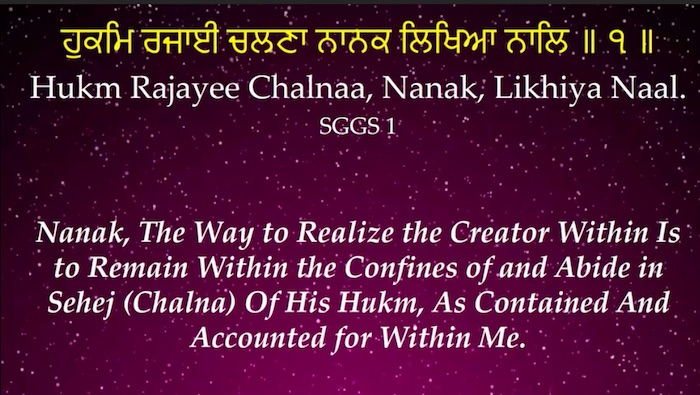 ਹੁਕਮਿ ਰਜਾਈ ਚਲਣਾ ਨਾਨਕ ਲਿਖਿਆ ਨਾਲਿ ॥ ੧ ॥
Hukm Rajayee Chalnaa, Nanak, Likhiya Naal.
SGGS 1
Nanak, The Way to Realize the Creator Within Is
to Remain Within the Confines of and Abide in
Sehej (Chalna) Of His Hukm, As Contained And
Accounted for Within Me.